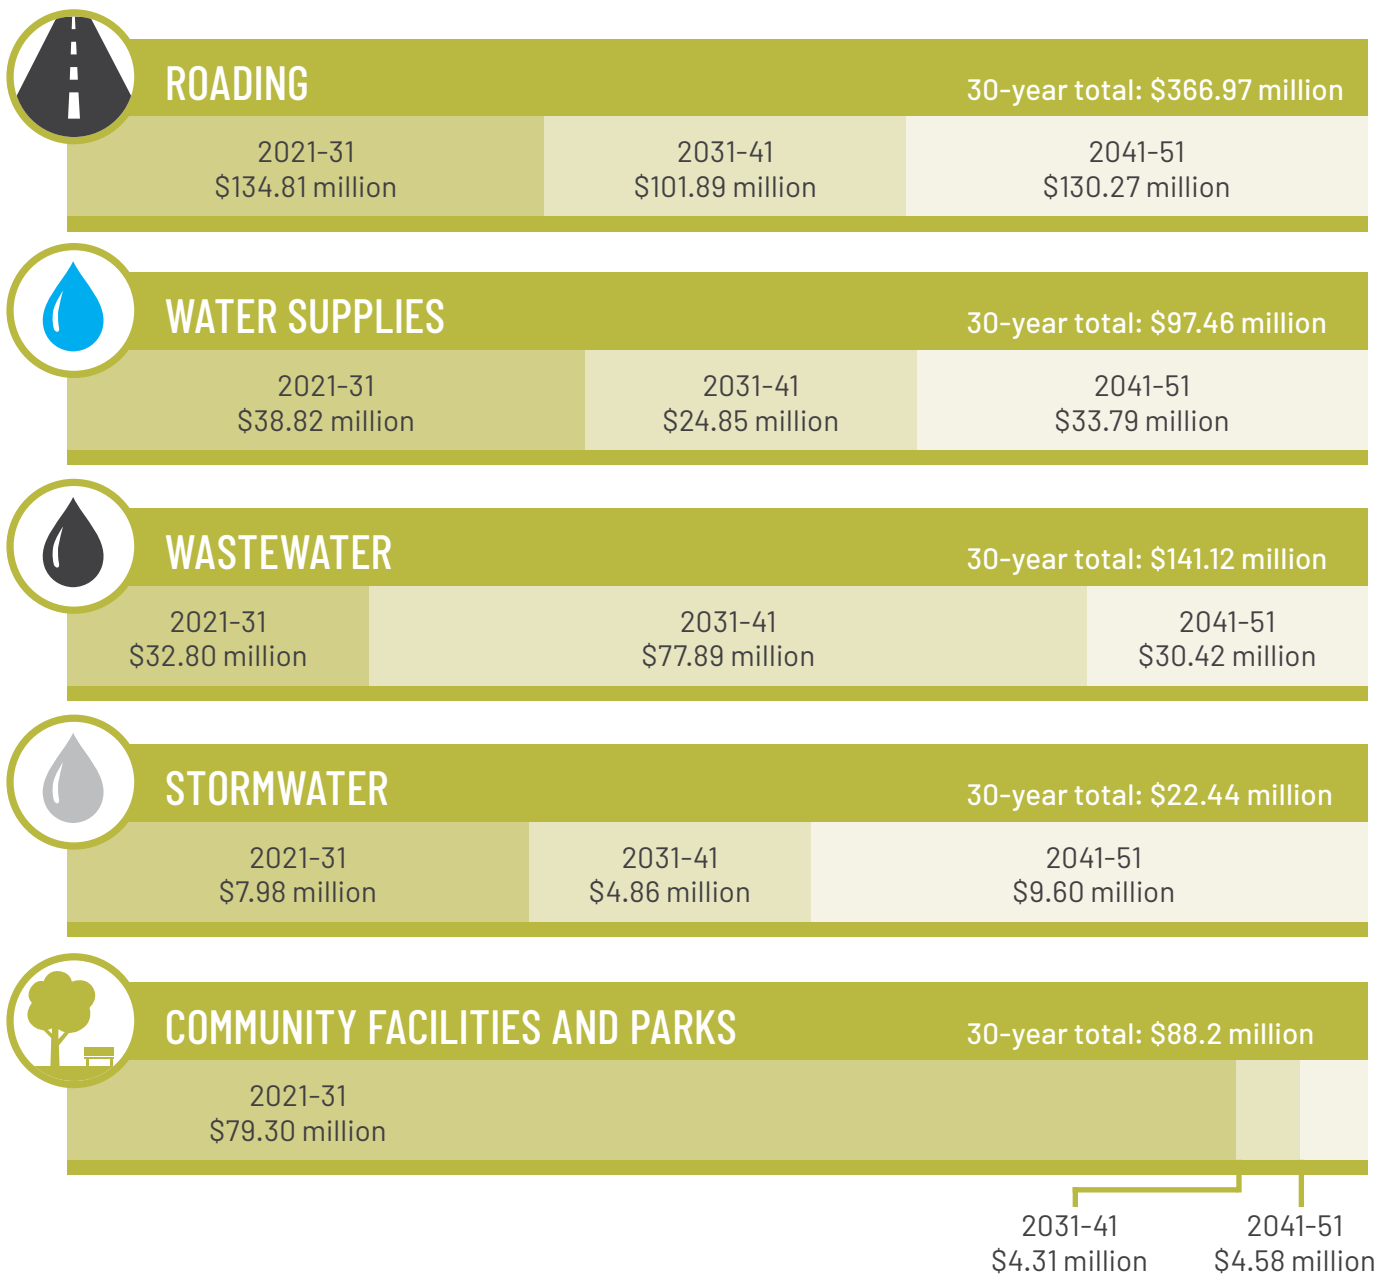 ROADING
30-year total: $366.97 million
2021-31
$134.81 million
2031-41
$101.89 million
2041-51
$130.27 million
WATER SUPPLIES
30-year total: $97.46 million
2021-31
$38.82 million
2031-41
$24.85 million
2041-51
$33.79 million
WASTEWATER
30-year total: $141.12 million
2021-31
$32.80 million
2031-41
$77.89 million
2041-51
$30.42 million
STORMWATER
30-year total: $22.44 million
2021-31
$7.98 million
2031-41
$4.86 million
2041-51
$9.60 million
COMMUNITY FACILITIES AND PARKS
30-year total: $88.2 million
2021-31
$79.30 million
2031-41
$4.31 million
2041-51
$4.58 million